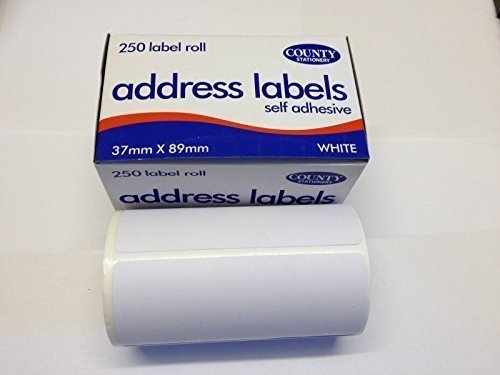 250 label roll
COUNTY
STATIONERY
address labels
self adhesive
37mm X 89mm
WHITE
250 label roll
COUNTY
STATIONERY
address labels